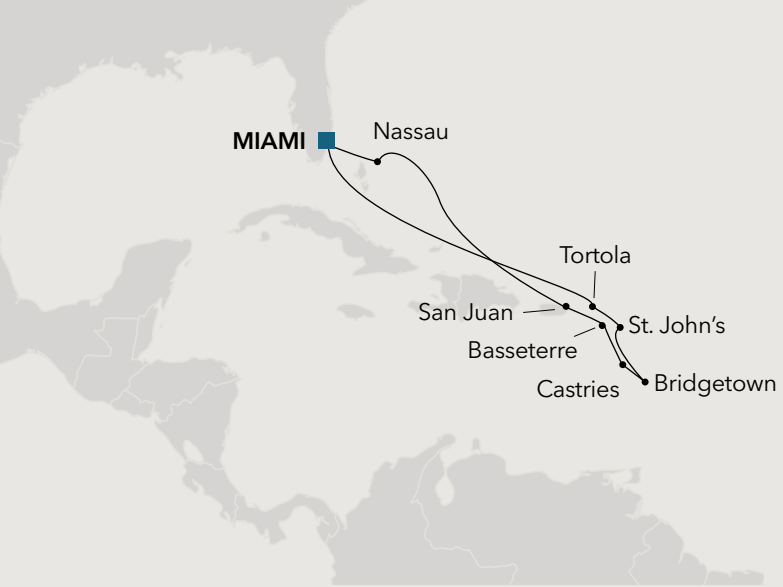 Nassau
MIAMI
Tortola
San Juan
St. John’s
Basseterre
Castries
Bridgetown